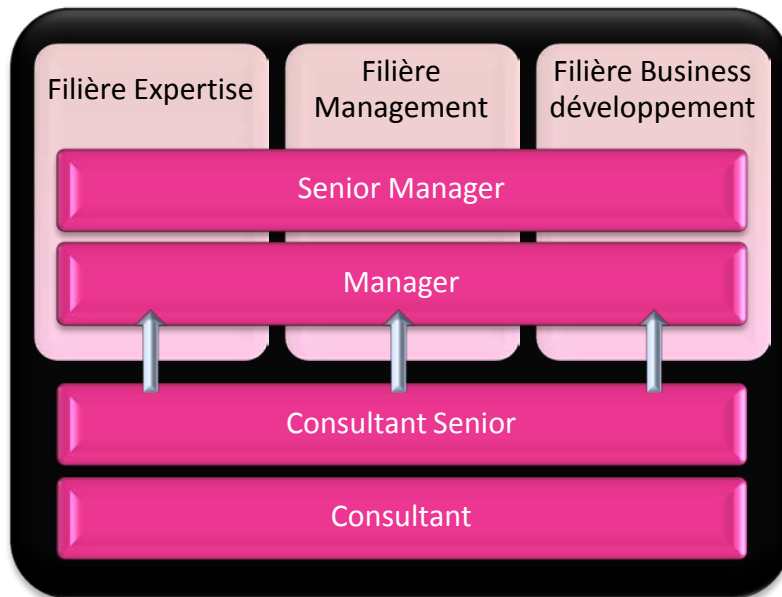 Filière Expertise
Filière
Management
Filière Business
développement
Senior Manager
Manager
Consultant Senior
Consultant